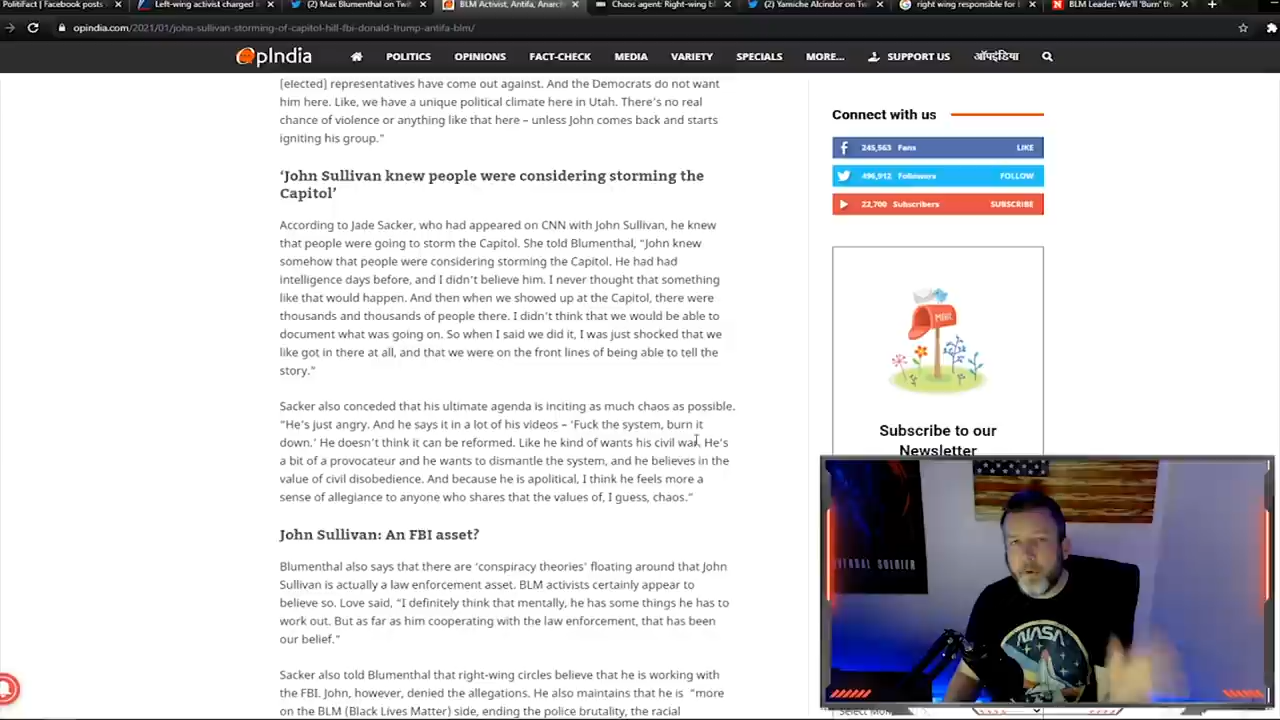 PolitiFact | Facebook posts
Left-wing activist charged i
(2) Max Blumenthal on Twit
BLM Activist, Antifa, Anarch
Chaos agent: Right-wing bl
(2) Yamiche Alcindor on Twi
right wing responsible for
BLM Leader: We'll 'Burn' th
opindia.com/2021/01/john-sullivan-storming-of-capitol-hill-fbi-donald-trump-antifa-blm/
OpIndia
POLITICS
OPINIONS
FACT-CHECK
MEDIA
VARIETY
SPECIALS
MORE...
SUPPORT US
ऑपइंडिया
(elected) representatives have come out against. And the Democrats do not want
him here. Like, we have a unique political climate here in Utah. There's no real
chance of violence or anything like that here – unless John comes back and starts
igniting his group."
'John Sullivan knew people were considering storming the
Capitol'
According to Jade Sacker, who had appeared on CNN with John Sullivan, he knew
that people were going to storm the Capitol. She told Blumenthal, "John knew
somehow that people were considering storming the Capitol. He had had
intelligence days before, and I didn't believe him. I never thought that something
like that would happen. And then when we showed up at the Capitol, there were
thousands and thousands of people there. I didn't think that we would be able to
document what was going on. So when I said we did it, I was just shocked that we
like got in there at all, and that we were on the front lines of being able to tell the
story."
Sacker also conceded that his ultimate agenda is inciting as much chaos as possible.
"He's just angry. And he says it in a lot of his videos – 'Fuck the system, burn it
down.' He doesn't think it can be reformed. Like he kind of wants his civil war. He's
a bit of a provocateur and he wants to dismantle the system, and he believes in the
value of civil disobedience. And because he is apolitical, I think he feels more a
sense of allegiance to anyone who shares that the values of, I guess, chaos."
John Sullivan: An FBI asset?
Blumenthal also says that there are 'conspiracy theories' floating around that John
Sullivan is actually a law enforcement asset. BLM activists certainly appear to
believe so. Love said, "I definitely think that mentally, he has some things he has to
work out. But as far as him cooperating with the law enforcement, that has been
our belief."
Sacker also told Blumenthal that right-wing circles believe that he is working with
the FBI. John, however, denied the allegations. He also maintains that he is "more
on the BLM (Black Lives Matter) side, ending the police brutality, the racial
Connect with us
245,563 Fans LIKE
496,912 Followers FOLLOW
22,700 Subscribers SUBSCRIBE
MAIL
Subscribe to our
Newsletter
SOLDIER
NASA